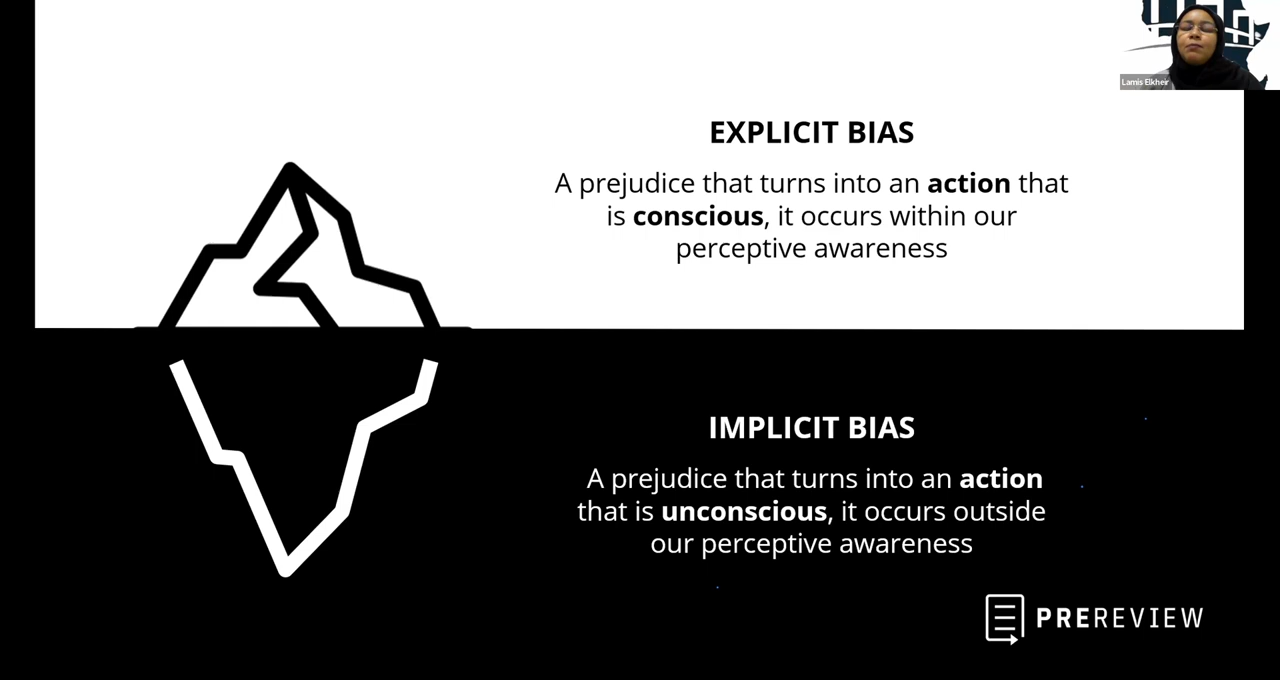 Lamis Elkheir
EXPLICIT BIAS
A prejudice that turns into an action that
is conscious, it occurs within our
perceptive awareness
IMPLICIT BIAS
A prejudice that turns into an action
that is unconscious, it occurs outside
our perceptive awareness
PREREVIEW